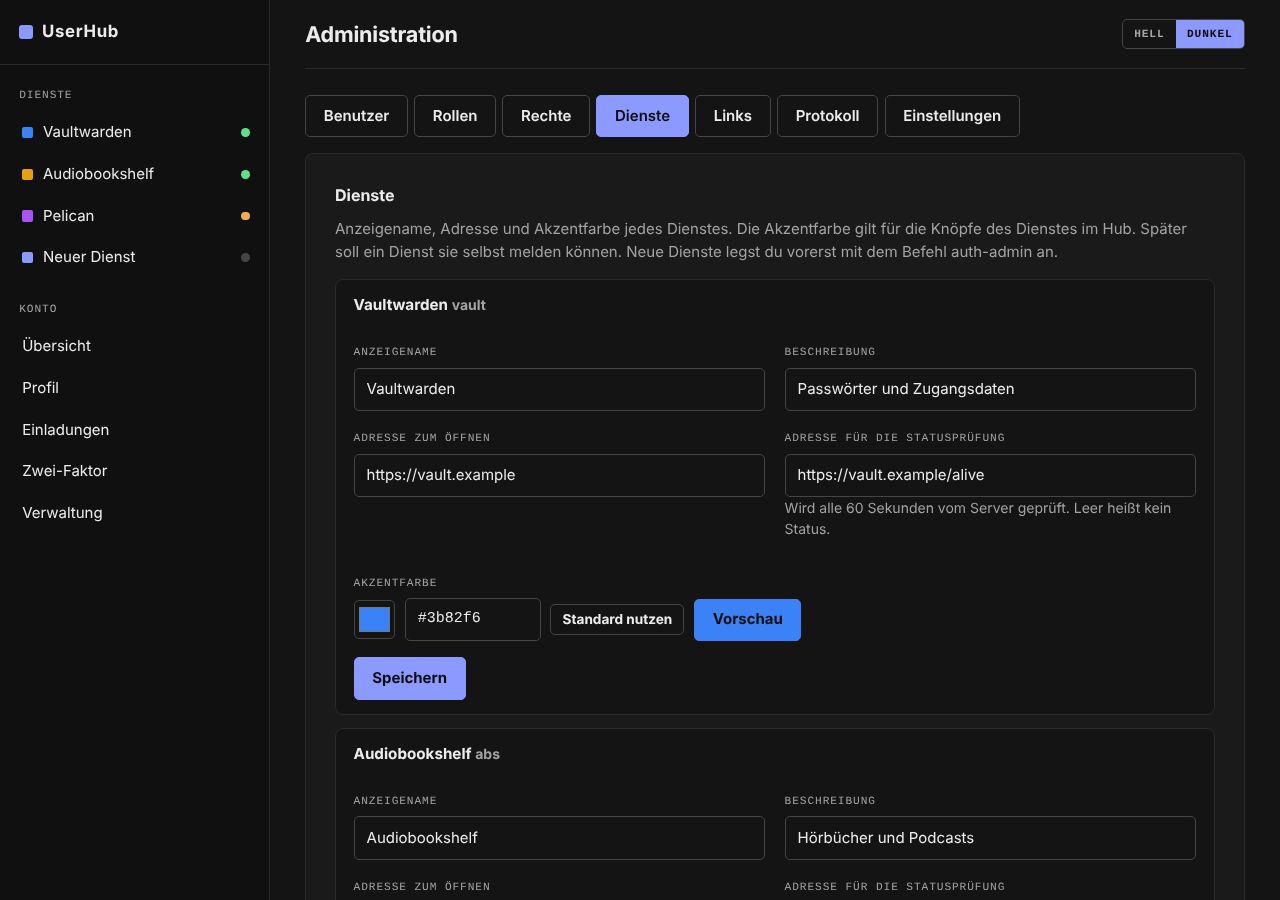 UserHub
DIENSTE
Vaultwarden
Audiobookshelf
Pelican
Neuer Dienst
KONTO
Übersicht
Profil
Einladungen
Zwei-Faktor
Verwaltung
Administration
HELL DUNKEL
Benutzer Rollen Rechte Dienste Links Protokoll Einstellungen
Dienste
Anzeigename, Adresse und Akzentfarbe jedes Dienstes. Die Akzentfarbe gilt für die Knöpfe des Dienstes im Hub. Später
soll ein Dienst sie selbst melden können. Neue Dienste legst du vorerst mit dem Befehl auth-admin an.
Vaultwarden vault
ANZEIGENAME BESCHREIBUNG
Vaultwarden Passwörter und Zugangsdaten
ADRESSE ZUM ÖFFNEN ADRESSE FÜR DIE STATUSPRÜFUNG
https://vault.example https://vault.example/alive
Wird alle 60 Sekunden vom Server geprüft. Leer heißt kein
Status.
AKZENTFARBE
#3b82f6 Standard nutzen Vorschau
Speichern
Audiobookshelf abs
ANZEIGENAME BESCHREIBUNG
Audiobookshelf Hörbücher und Podcasts
ADRESSE ZUM ÖFFNEN ADRESSE FÜR DIE STATUSPRÜFUNG